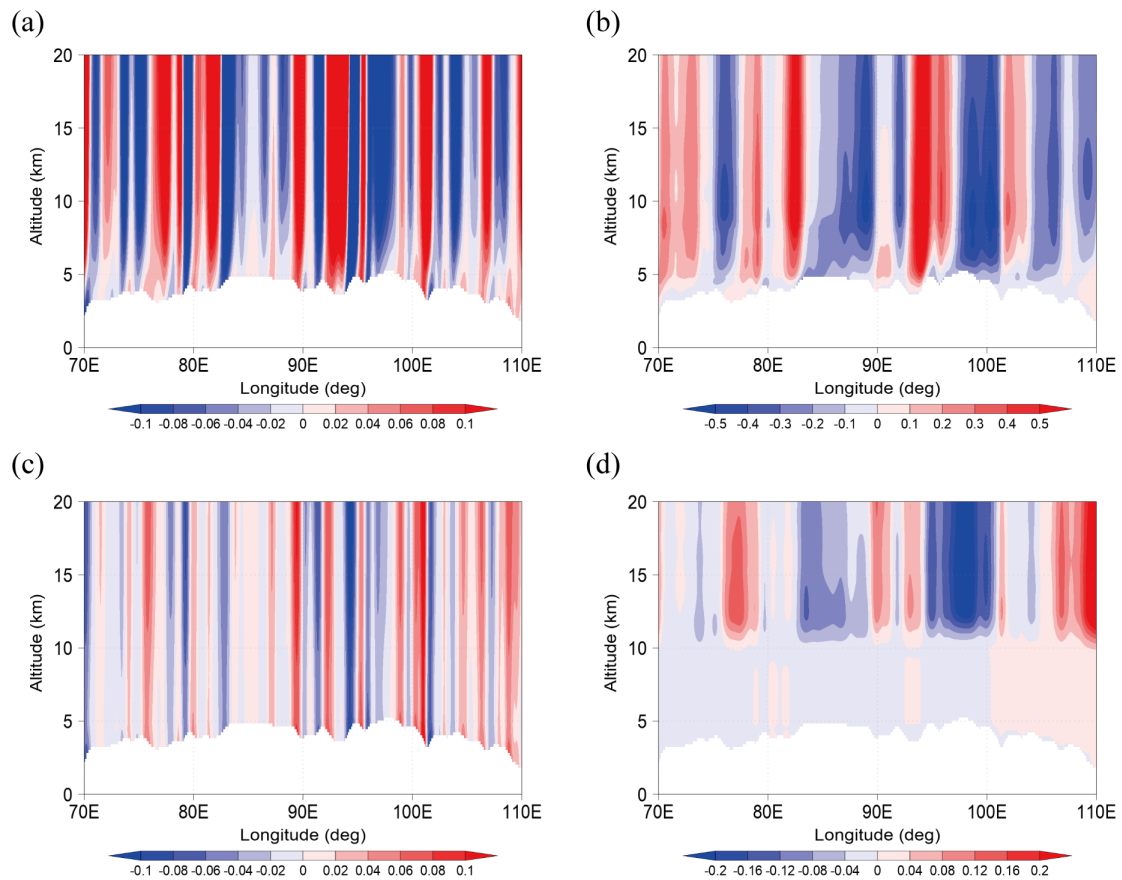 (a)
20
15
10
5
0
Altitude (km)
70E 80E 90E 100E 110E
Longitude (deg)
-0.1 -0.08 -0.06 -0.04 -0.02 0 0.02 0.04 0.06 0.08 0.1
(b)
20
15
10
5
0
Altitude (km)
70E 80E 90E 100E 110E
Longitude (deg)
-0.5 -0.4 -0.3 -0.2 -0.1 0 0.1 0.2 0.3 0.4 0.5
(c)
20
15
10
5
0
Altitude (km)
70E 80E 90E 100E 110E
Longitude (deg)
-0.1 -0.08 -0.06 -0.04 -0.02 0 0.02 0.04 0.06 0.08 0.1
(d)
20
15
10
5
0
Altitude (km)
70E 80E 90E 100E 110E
Longitude (deg)
-0.2 -0.16 -0.12 -0.08 -0.04 0 0.04 0.08 0.12 0.16 0.2